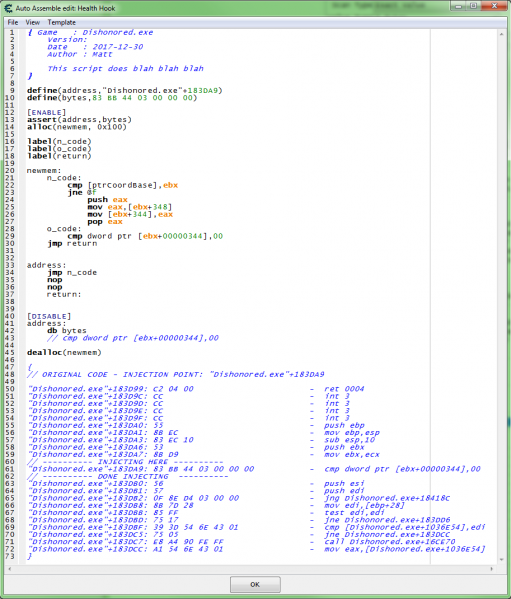 Auto Assemble edit: Health Hook
File View Template
1 { Game   : Dishonored.exe
2   Version:
3   Date   : 2017-12-30
4   Author : Matt
5
6   This script does blah blah blah
7 }
8
9 define(address,"Dishonored.exe"+183DA9)
10 define(bytes,83 BB 44 03 00 00 00)
11
12 [ENABLE]
13 assert(address,bytes)
14 alloc(newmem, 0x100)
15
16 label(n_code)
17 label(o_code)
18 label(return)
19
20 newmem:
21 n_code:
22 cmp [ptrCoordBase],ebx
23 jne @f
24 push eax
25 mov eax,[ebx+348]
26 mov [ebx+344],eax
27 pop eax
28 o_code:
29 cmp dword ptr [ebx+00000344],00
30 jmp return
31
32
33 address:
34 jmp n_code
35 nop
36 nop
37 return:
38
39
40 [DISABLE]
41 address:
42 db bytes
43 // cmp dword ptr [ebx+00000344],00
44
45 dealloc(newmem)
46
47 {
48 // ORIGINAL CODE - INJECTION POINT: "Dishonored.exe"+183DA9
49
50 "Dishonored.exe"+183D99: C2 04 00 - ret 0004
51 "Dishonored.exe"+183D9C: CC - int 3
52 "Dishonored.exe"+183D9D: CC - int 3
53 "Dishonored.exe"+183D9E: CC - int 3
54 "Dishonored.exe"+183D9F: CC - int 3
55 "Dishonored.exe"+183DA0: 55 - push ebp
56 "Dishonored.exe"+183DA1: 8B EC - mov ebp,esp
57 "Dishonored.exe"+183DA3: 83 EC 10 - sub esp,10
58 "Dishonored.exe"+183DA6: 53 - push ebx
59 "Dishonored.exe"+183DA7: 8B D9 - mov ebx,ecx
60 // ---------- INJECTING HERE ----------
61 "Dishonored.exe"+183DA9: 83 BB 44 03 00 00 00 - cmp dword ptr [ebx+00000344],00
62 // ---------- DONE INJECTING  ----------
63 "Dishonored.exe"+183DB0: 56 - push esi
64 "Dishonored.exe"+183DB1: 57 - push edi
65 "Dishonored.exe"+183DB2: 0F 8E D4 03 00 00 - jng Dishonored.exe+18418C
66 "Dishonored.exe"+183DB8: 8B 7D 28 - mov edi,[ebp+28]
67 "Dishonored.exe"+183DBB: 85 FF - test edi,edi
68 "Dishonored.exe"+183DBD: 75 17 - jne Dishonored.exe+183DD6
69 "Dishonored.exe"+183DBF: 39 3D 54 6E 43 01 - cmp [Dishonored.exe+1036E54],edi
70 "Dishonored.exe"+183DC5: 75 05 - jne Dishonored.exe+183DCC
71 "Dishonored.exe"+183DC7: E8 A4 90 FE FF - call Dishonored.exe+16CE70
72 "Dishonored.exe"+183DCC: A1 54 6E 43 01 - mov eax,[Dishonored.exe+1036E54]
73 }
OK